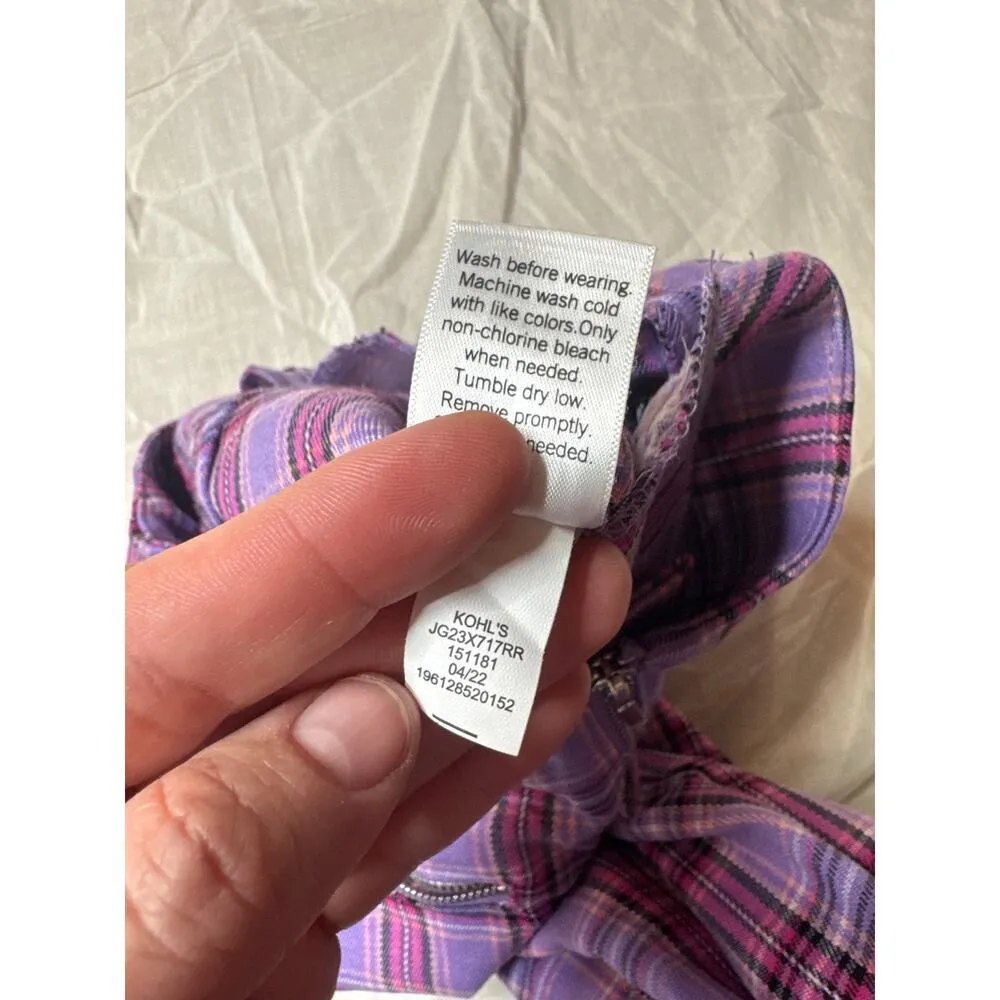 Wash before wearing.
Machine wash cold
with like colors.Only
non-chlorine bleach
when needed.
Tumble dry low.
Remove promptly.
needed.
KOHL'S
JG23X717RR
151181
04/22
196128520152